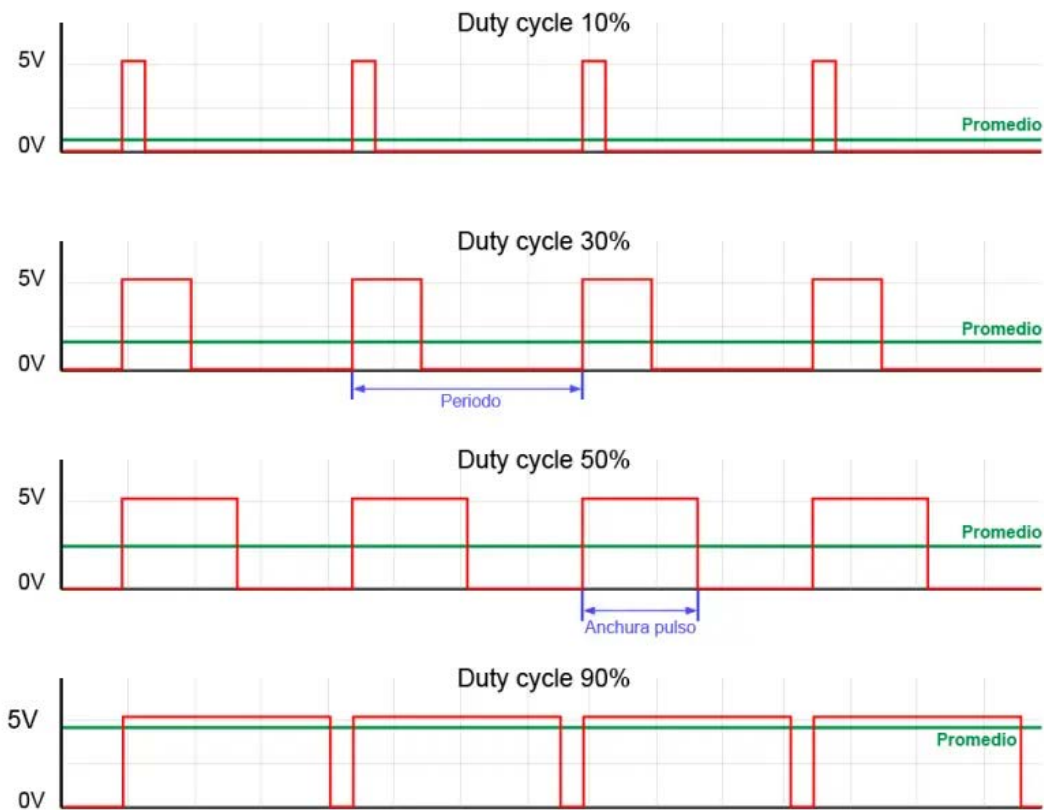 Duty cycle 10%
5V
Promedio
0V
Duty cycle 30%
5V
Promedio
0V
Periodo
Duty cycle 50%
5V
Promedio
0V
Anchura pulso
Duty cycle 90%
5V
Promedio
0V